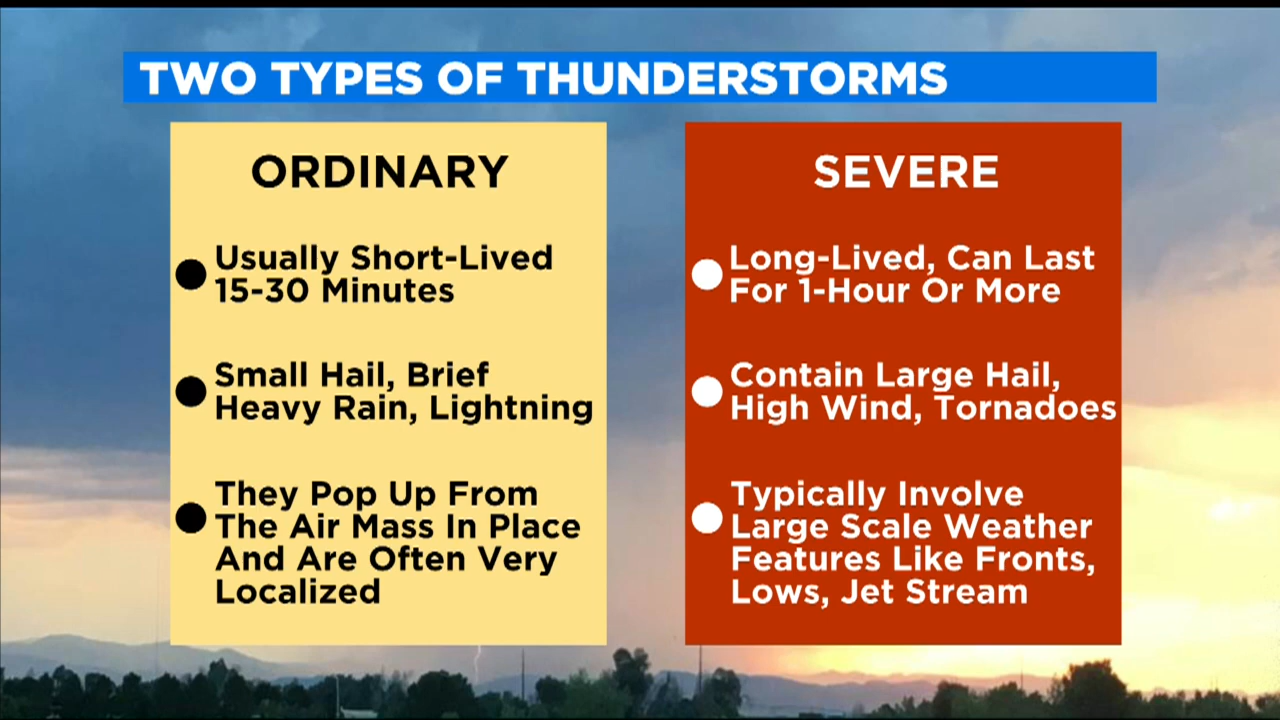 TWO TYPES OF THUNDERSTORMS
ORDINARY
Usually Short-Lived
15-30 Minutes
Small Hail, Brief
Heavy Rain, Lightning
They Pop Up From
The Air Mass In Place
And Are Often Very
Localized
SEVERE
Long-Lived, Can Last
For 1-Hour Or More
Contain Large Hail,
High Wind, Tornadoes
Typically Involve
Large Scale Weather
Features Like Fronts,
Lows, Jet Stream